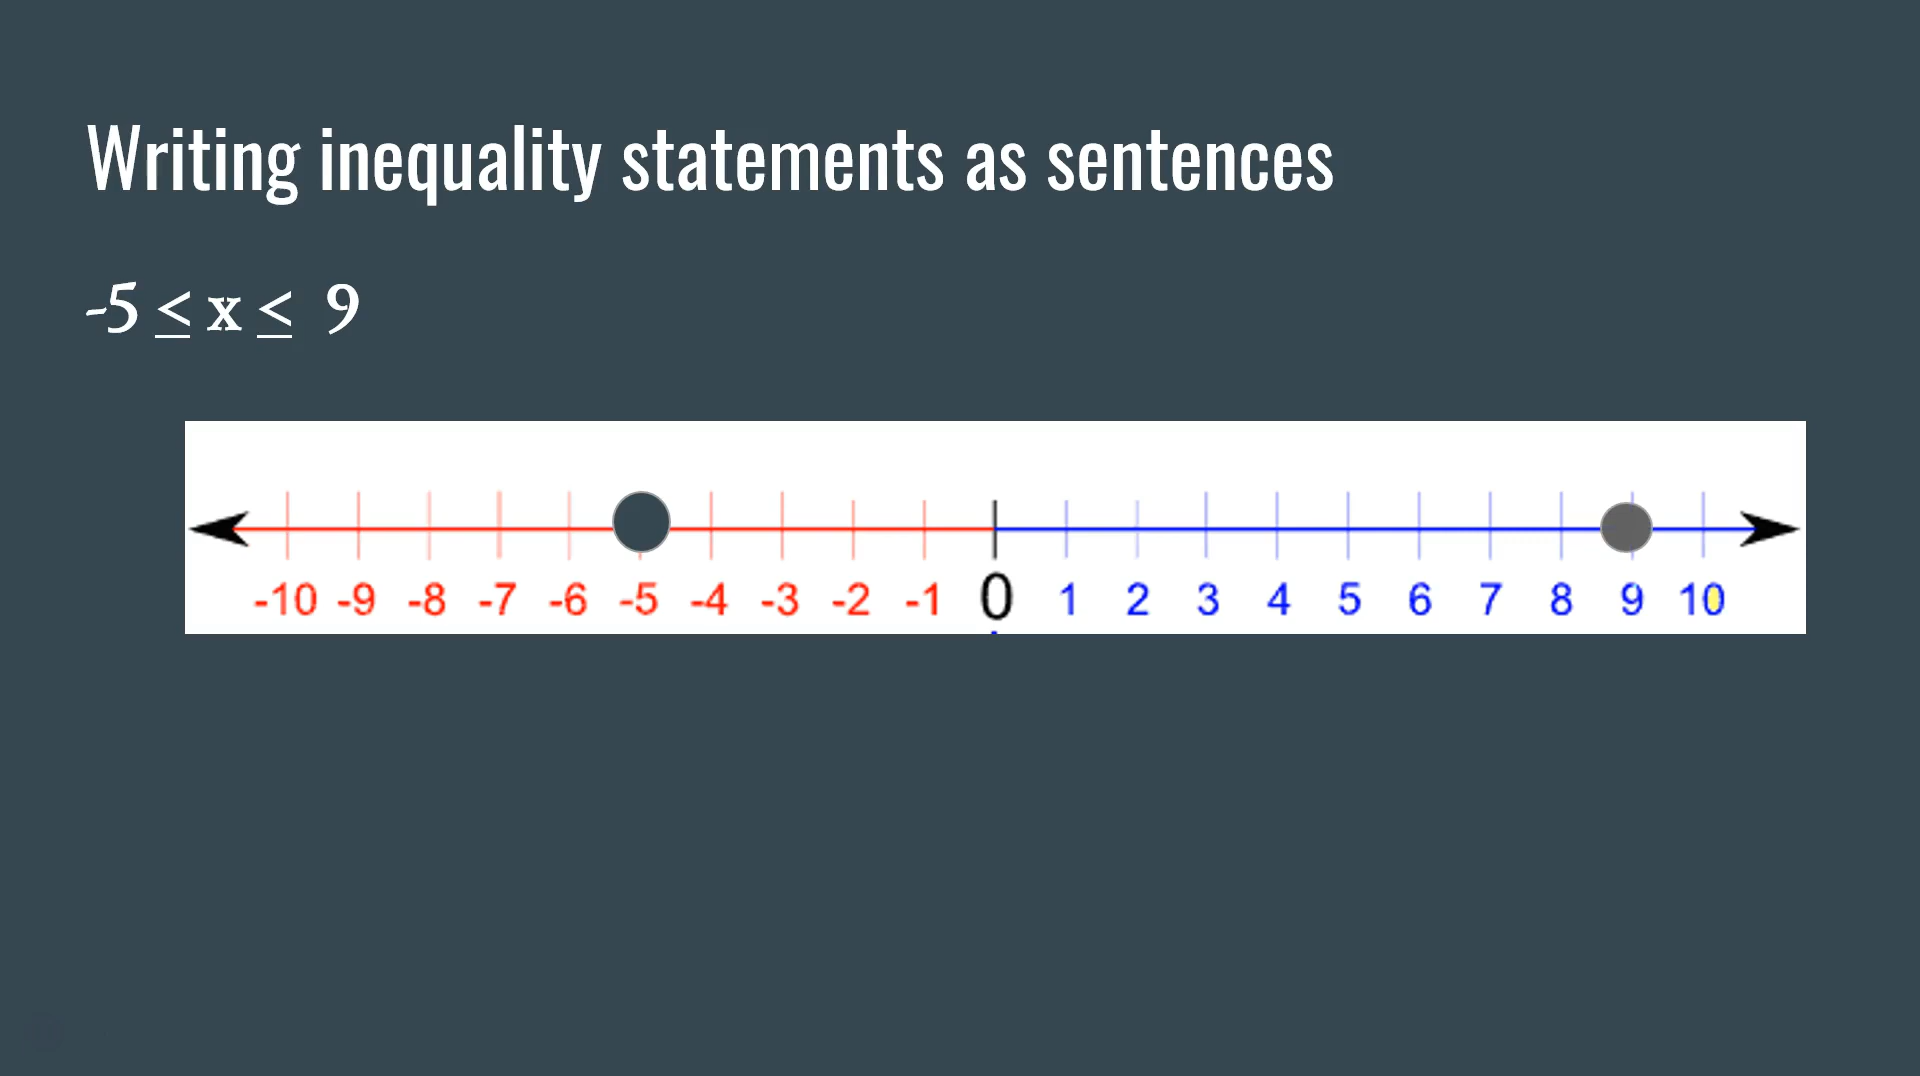 Writing inequality statements as sentences
-5 ≤ x ≤ 9
-10 -9 -8 -7 -6 -5 -4 -3 -2 -1 0 1 2 3 4 5 6 7 8 9 10